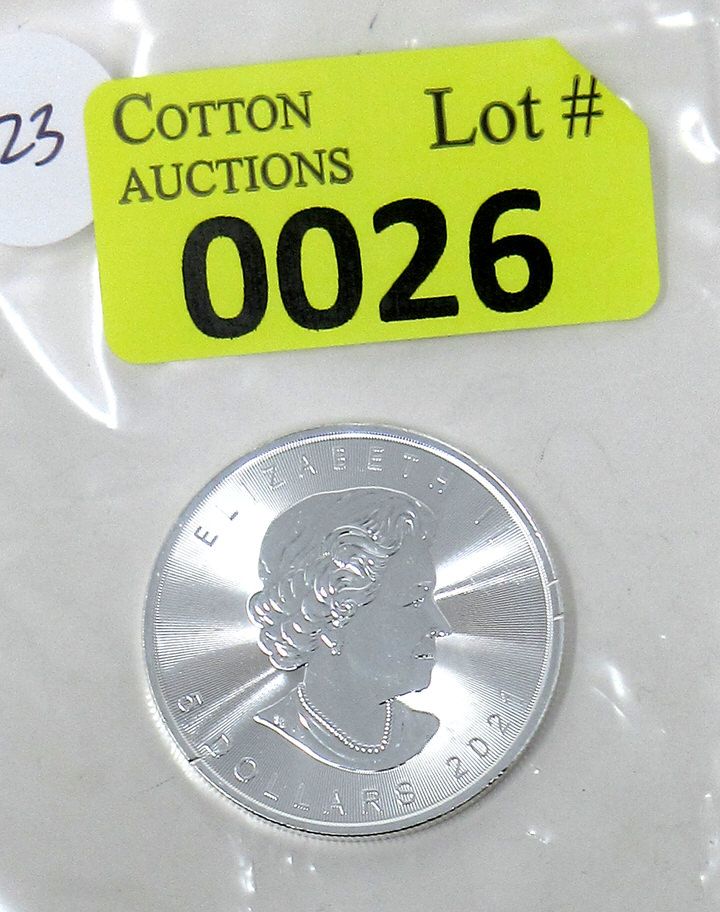 23
COTTON
AUCTIONS
Lot #
0026
ELIZABETH II
5 DOLLARS 2021